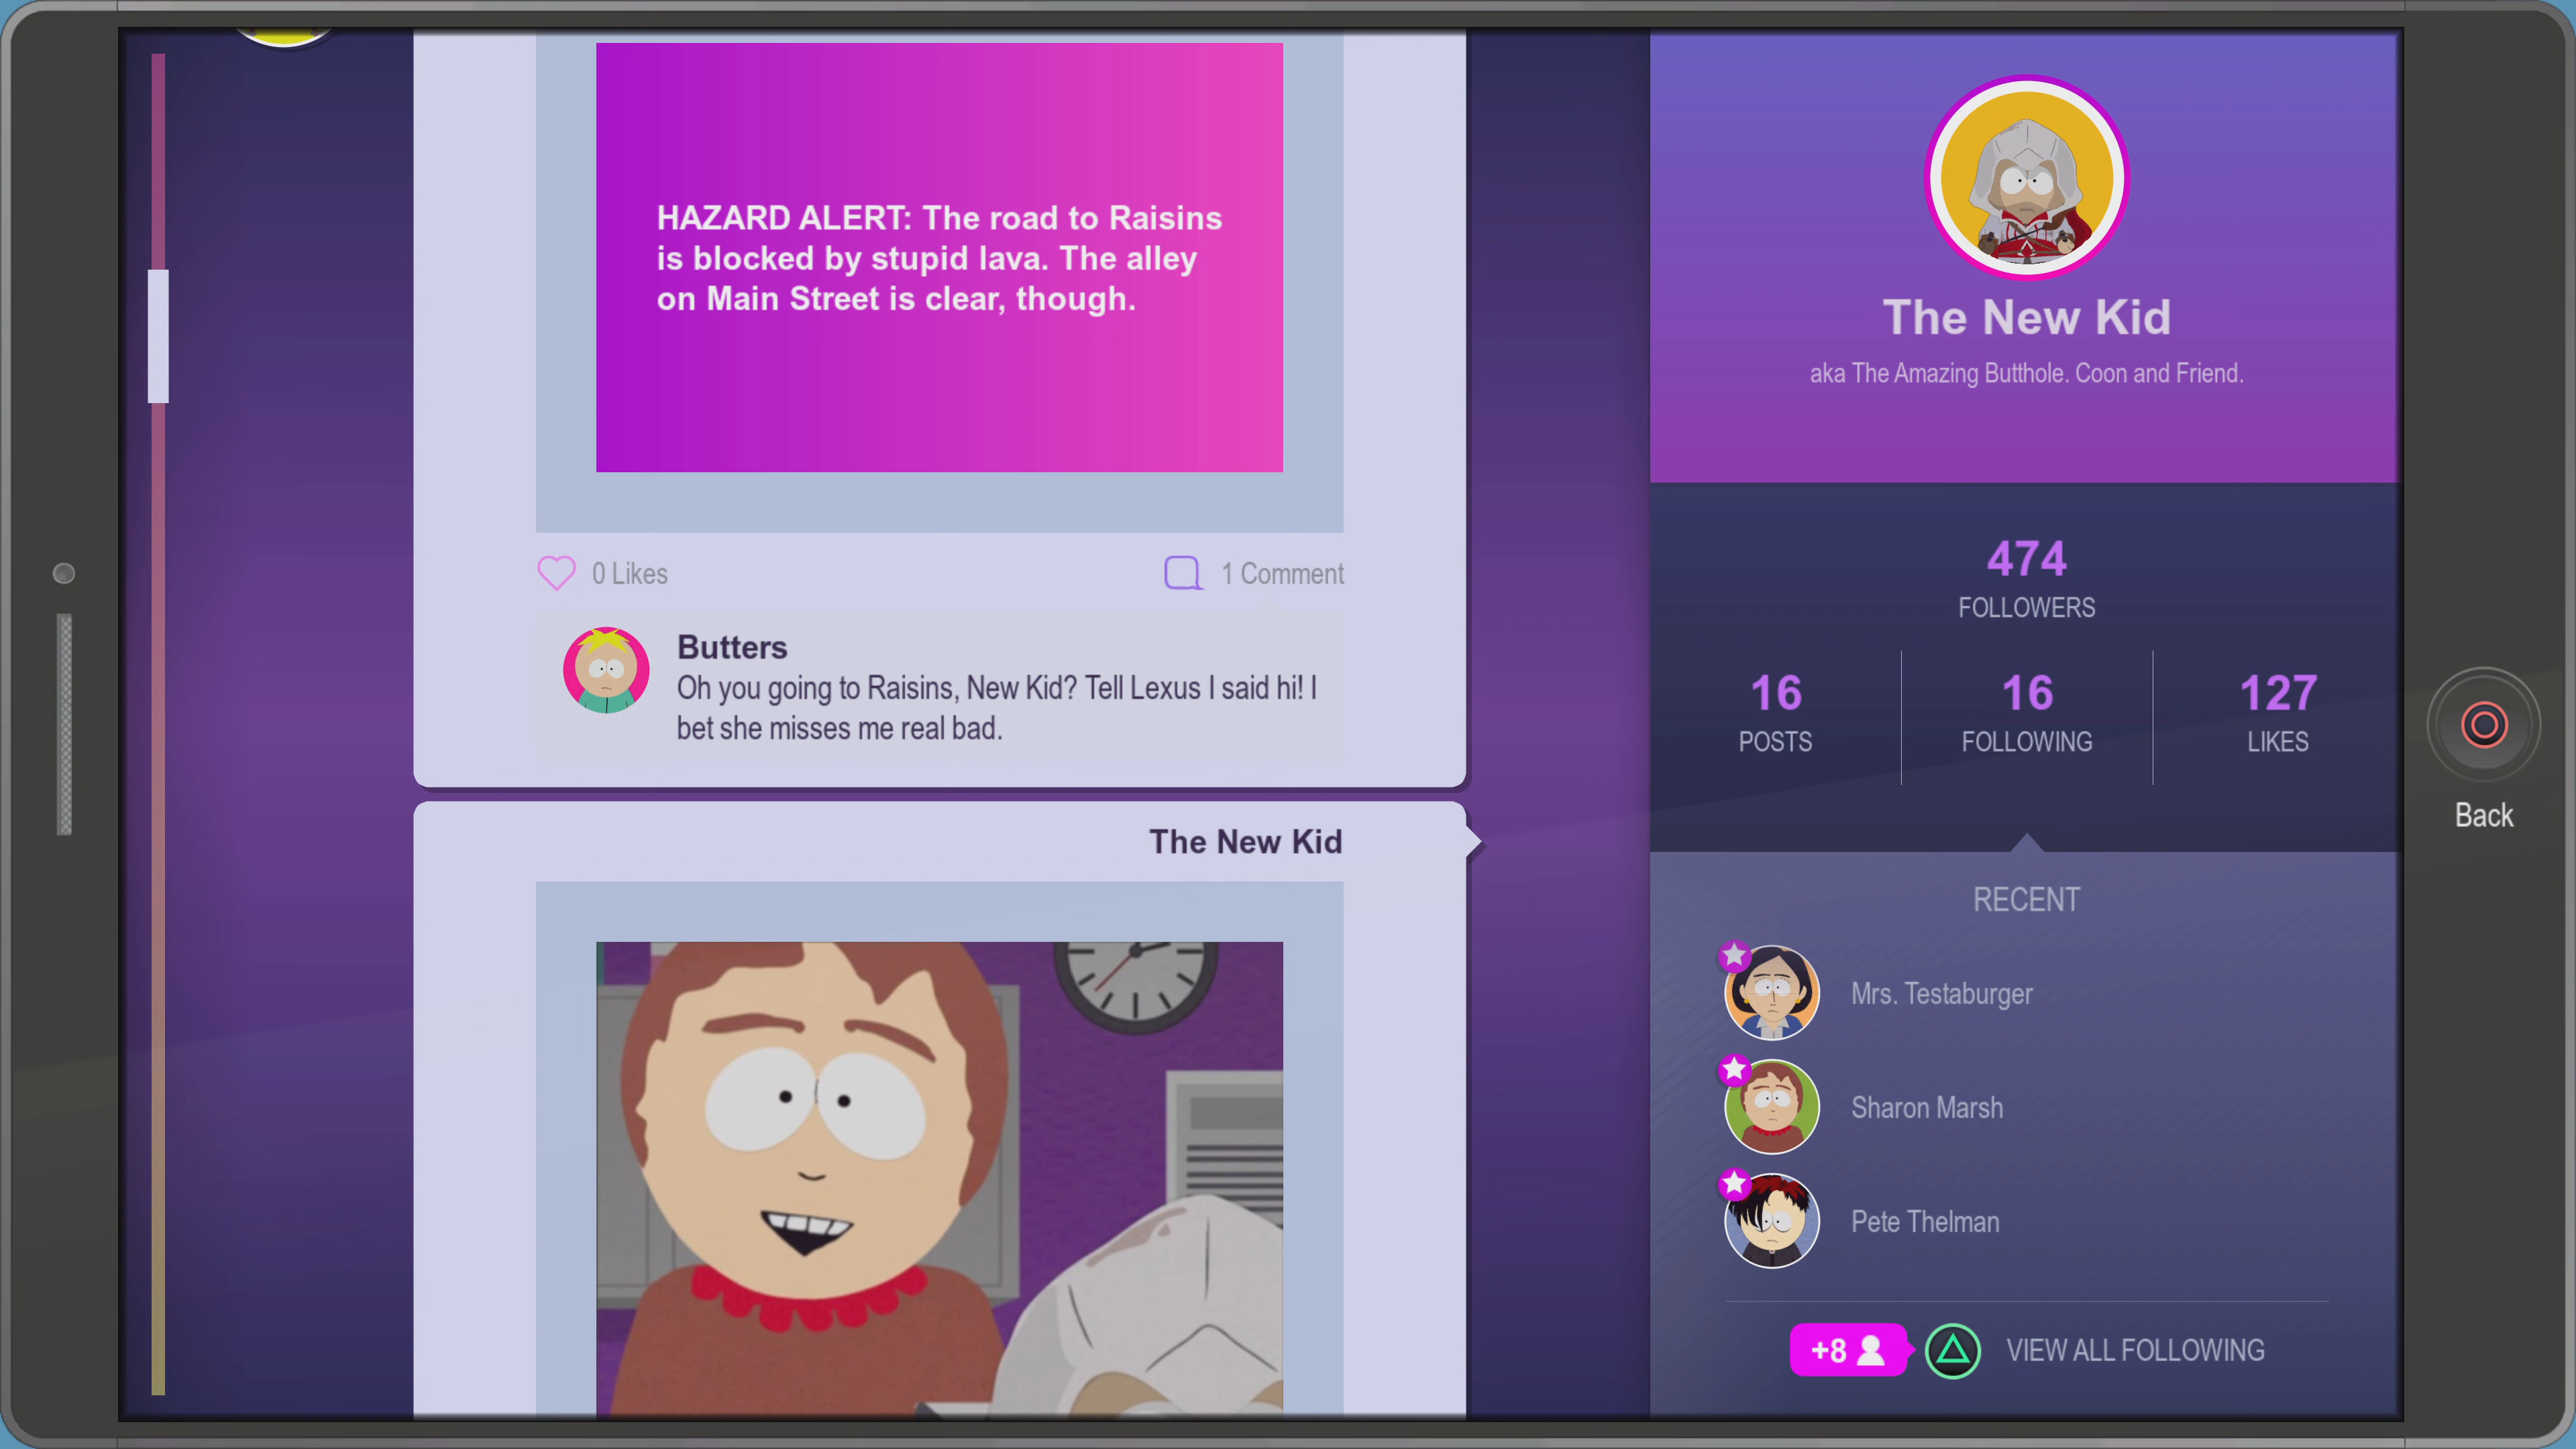 HAZARD ALERT: The road to Raisins
is blocked by stupid lava. The alley
on Main Street is clear, though.
0 Likes
1 Comment
Butters
Oh you going to Raisins, New Kid? Tell Lexus I said hi! I
bet she misses me real bad.
The New Kid
The New Kid
aka The Amazing Butthole. Coon and Friend.
474
FOLLOWERS
16
POSTS
16
FOLLOWING
127
LIKES
RECENT
Mrs. Testaburger
Sharon Marsh
Pete Thelman
+8
VIEW ALL FOLLOWING
Back